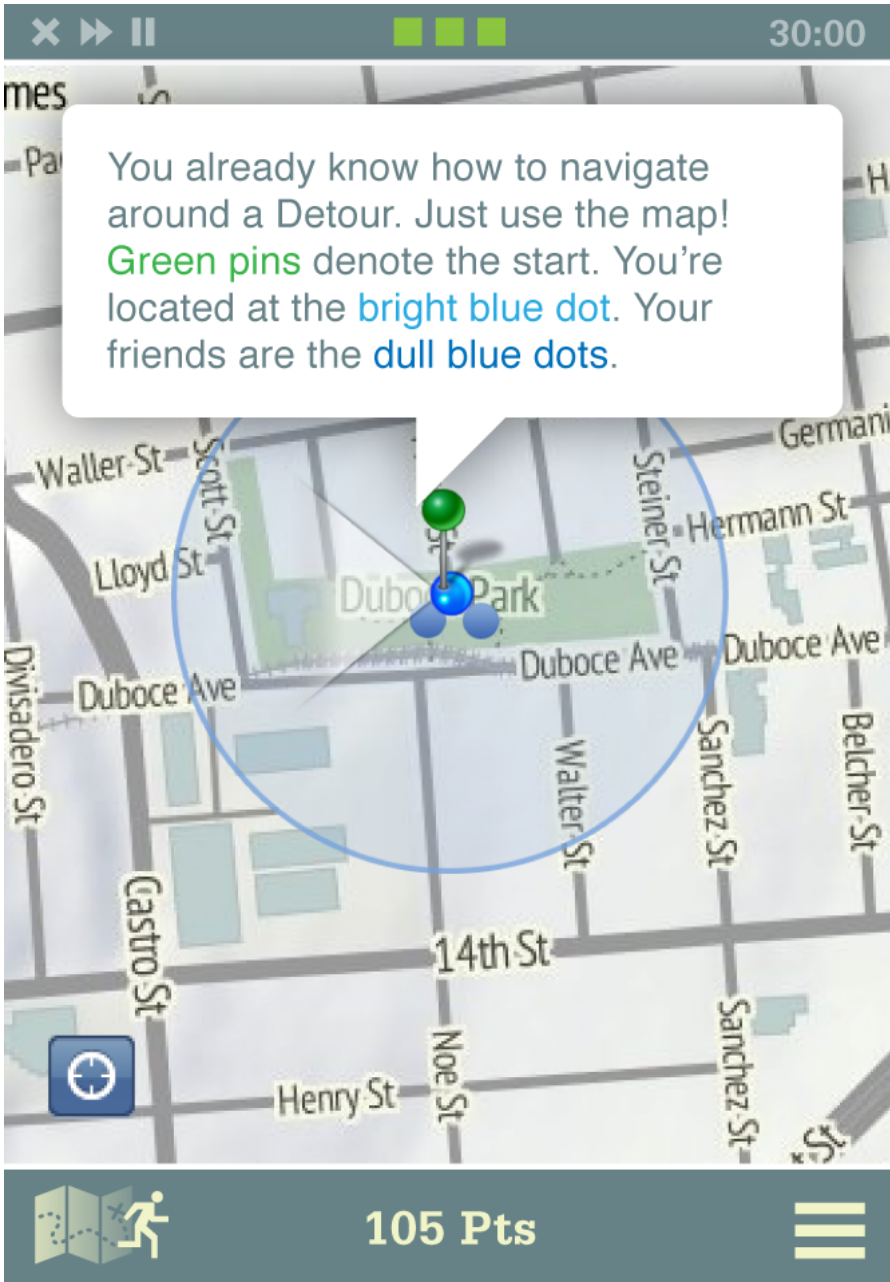 30:00
mes
S
Pa
H
You already know how to navigate
around a Detour. Just use the map!
Green pins denote the start. You’re
located at the bright blue dot. Your
friends are the dull blue dots.
Germani
Waller St
Scott St
Steiner St
Hermann St
St
Lloyd St
Duboce Park
Duboce Ave
Duboce Ave
Duboce Ave
Divisadero St
Walter St
Sanchez St
Belcher St
Castro St
14th St
Noe St
Sanchez St
Henry St
St
105 Pts